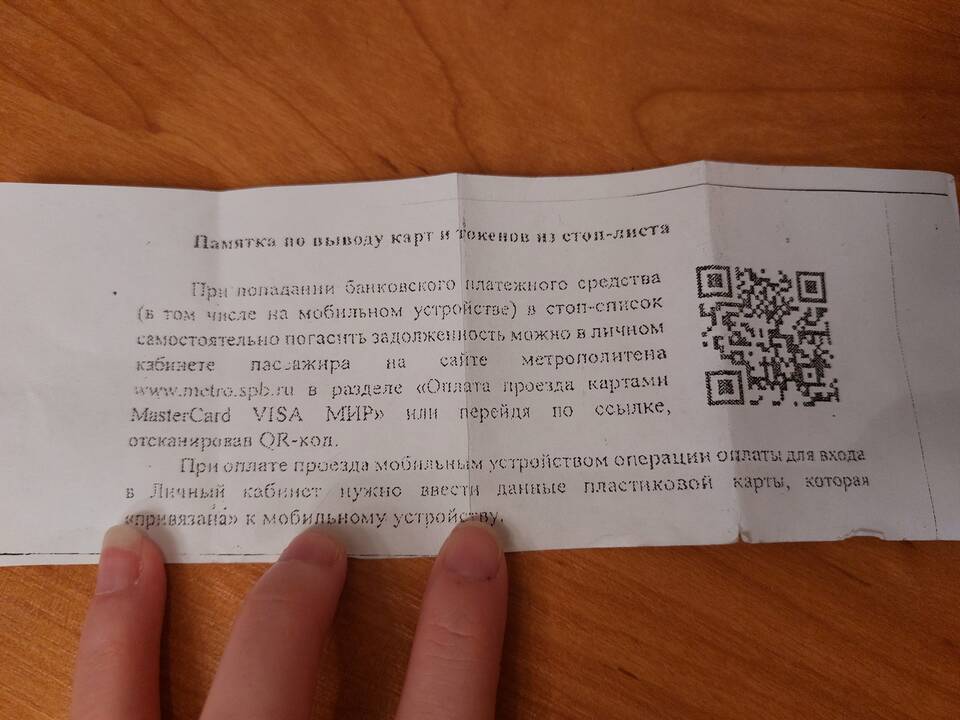 Памятка по выводу карт и токенов из стоп-листа
При попадании банковского платежного средства
(в том числе на мобильном устройстве) в стоп-список
самостоятельно погасить задолженность можно в личном
кабинете пассажира на сайте метрополитена
www.metro.spb.ru в разделе «Оплата проезда картами
MasterCard VISA МИР» или перейдя по ссылке,
отсканировав QR-код.
При оплате проезда мобильным устройством операции оплаты для входа
в Личный кабинет нужно ввести данные пластиковой карты, которая
«привязана» к мобильному устройству.